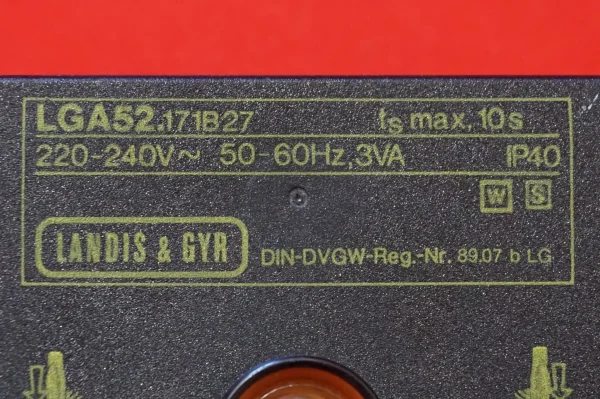 LGA52.171B27 ts max. 10s
220-240V~ 50-60Hz, 3VA IP40
W S
LANDIS & GYR DIN-DVGW-Reg.-Nr. 89.07 b LG